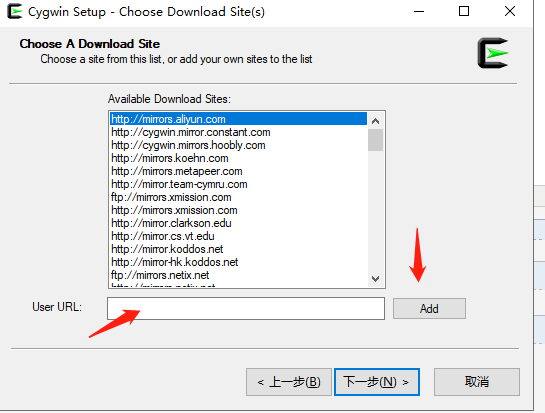 Cygwin Setup - Choose Download Site(s)
Choose A Download Site
Choose a site from this list, or add your own sites to the list
Available Download Sites:
http://mirrors.aliyun.com
http://cygwin.mirror.constant.com
http://cygwin.mirrors.hoobly.com
http://mirrors.koehn.com
http://mirrors.metapeer.com
http://mirror.team-cymru.com
ftp://mirrors.xmission.com
http://mirrors.xmission.com
http://mirror.clarkson.edu
http://mirror.cs.vt.edu
http://mirror.koddos.net
http://mirror-hk.koddos.net
ftp://mirrors.netix.net
http://mirrors.netix.net
User URL:
Add
< 上一步(B)
下一步(N) >
取消